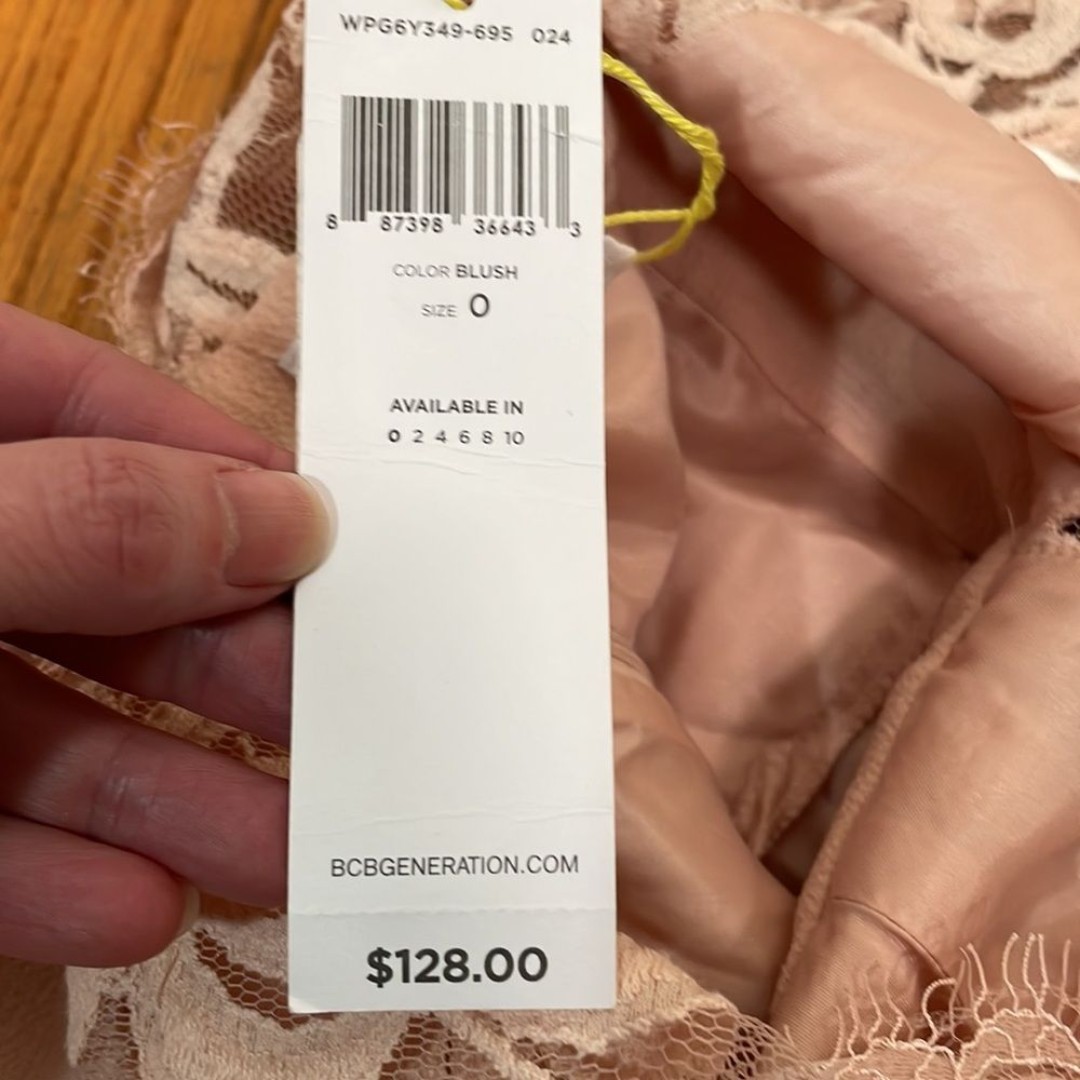 WPG6Y349-695 024
8 87398 36643 3
COLOR BLUSH
SIZE 0
AVAILABLE IN
0 2 4 6 8 10
BCBGENERATION.COM
$128.00